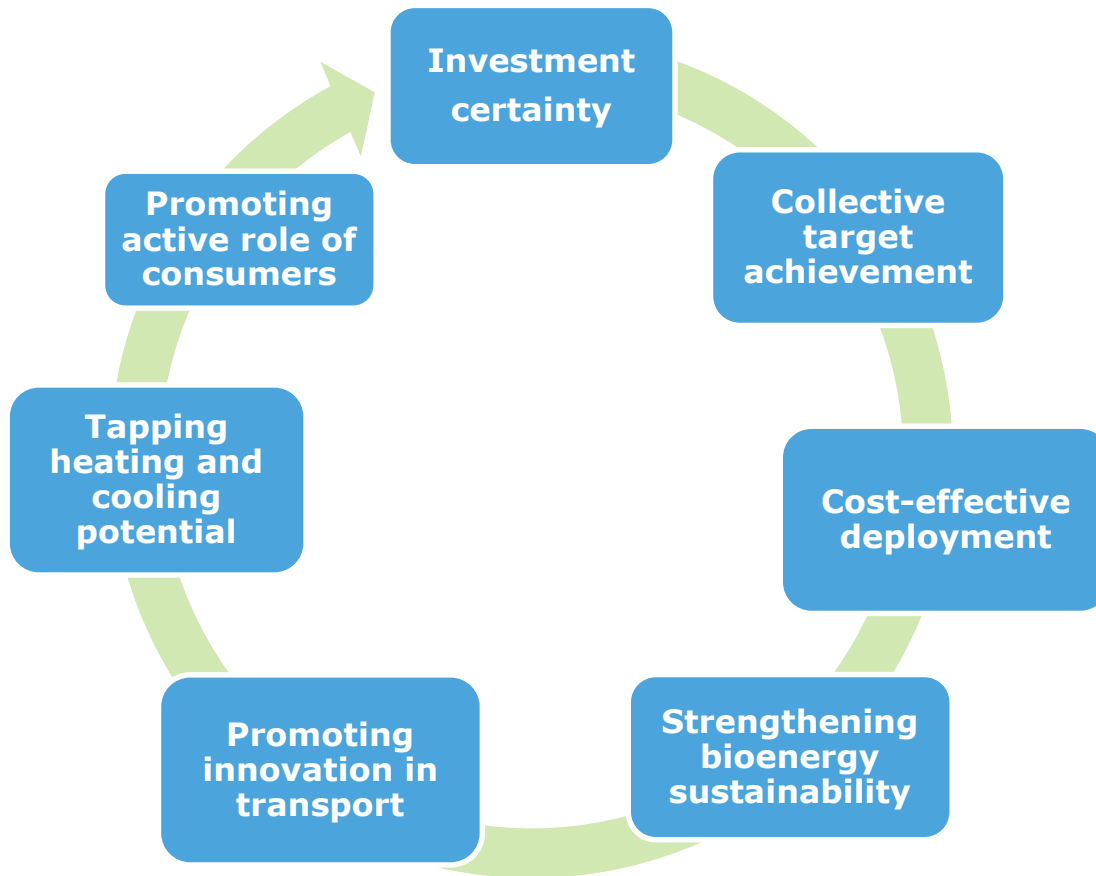 Investment
certainty
Collective
target
achievement
Cost-effective
deployment
Strengthening
bioenergy
sustainability
Promoting
innovation in
transport
Tapping
heating and
cooling
potential
Promoting
active role of
consumers